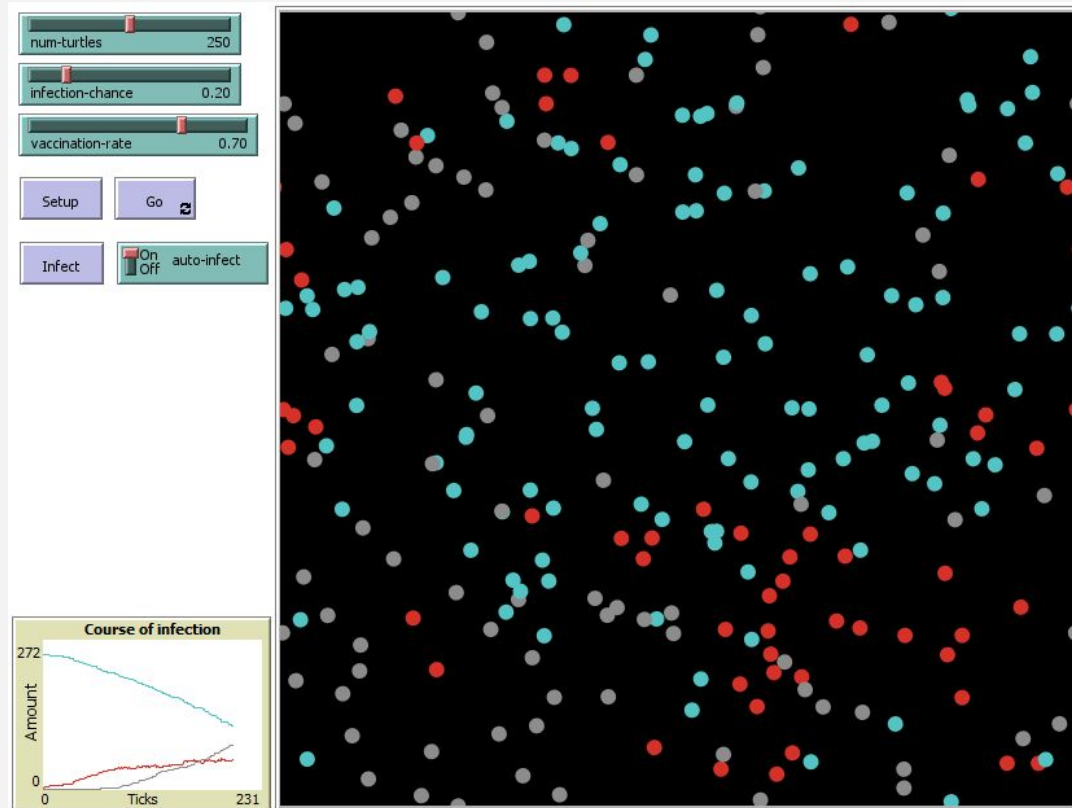 num-turtles 250
infection-chance 0.20
vaccination-rate 0.70
Setup
Go
Infect
On
Off
auto-infect
Course of infection
272
Amount
0
0
Ticks
231